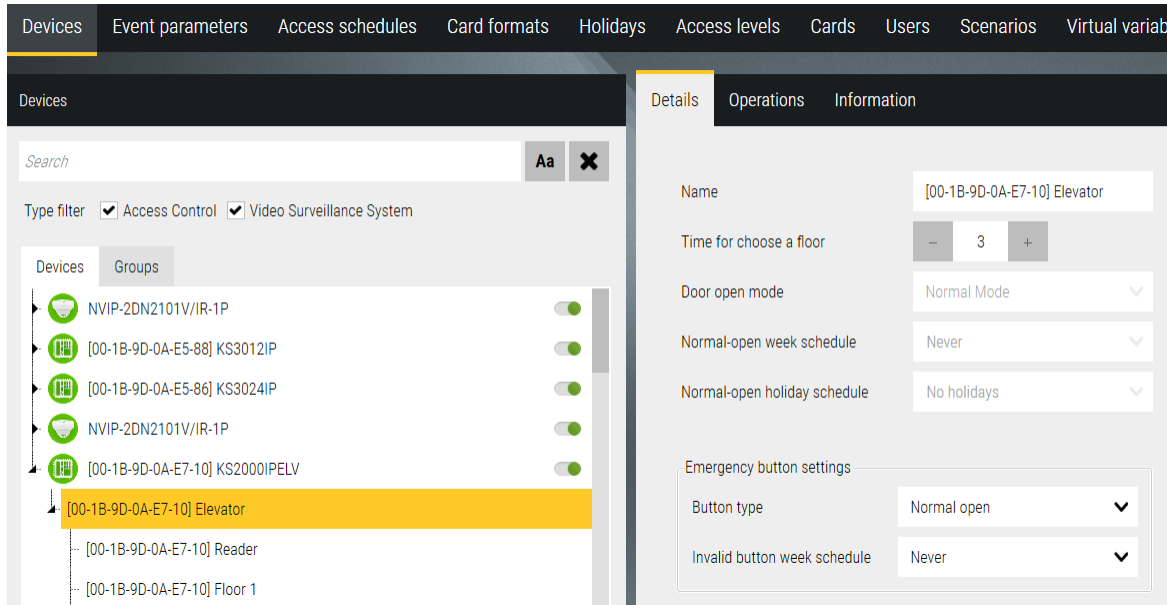 Devices Event parameters Access schedules Card formats Holidays Access levels Cards Users Scenarios Virtual variab
Devices
Search Aa
Type filter Access Control Video Surveillance System
Devices Groups
NVIP-2DN2101V/IR-1P
[00-1B-9D-0A-E5-88] KS3012IP
[00-1B-9D-0A-E5-86] KS3024IP
NVIP-2DN2101V/IR-1P
[00-1B-9D-0A-E7-10] KS2000IPELV
[00-1B-9D-0A-E7-10] Elevator
[00-1B-9D-0A-E7-10] Reader
[00-1B-9D-0A-E7-10] Floor 1
Details Operations Information
Name [00-1B-9D-0A-E7-10] Elevator
Time for choose a floor − 3 +
Door open mode Normal Mode
Normal-open week schedule Never
Normal-open holiday schedule No holidays
Emergency button settings
Button type Normal open
Invalid button week schedule Never